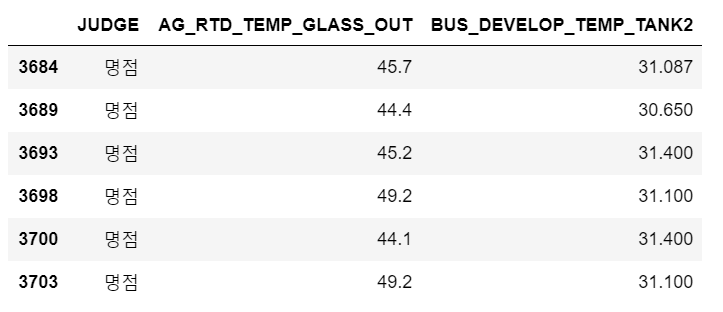 JUDGE AG_RTD_TEMP_GLASS_OUT BUS_DEVELOP_TEMP_TANK2
3684 명점 45.7 31.087
3689 명점 44.4 30.650
3693 명점 45.2 31.400
3698 명점 49.2 31.100
3700 명점 44.1 31.400
3703 명점 49.2 31.100